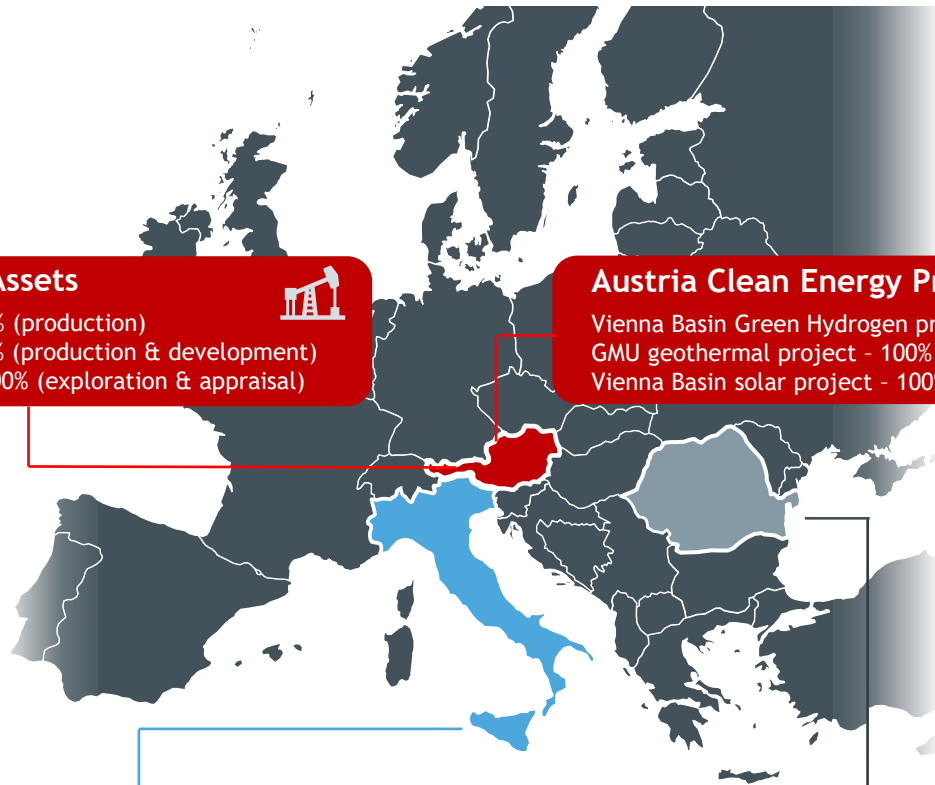 Assets
% (production)
% (production & development)
00% (exploration & appraisal)
Austria Clean Energy Pr
Vienna Basin Green Hydrogen pr
GMU geothermal project – 100%
Vienna Basin solar project – 100%